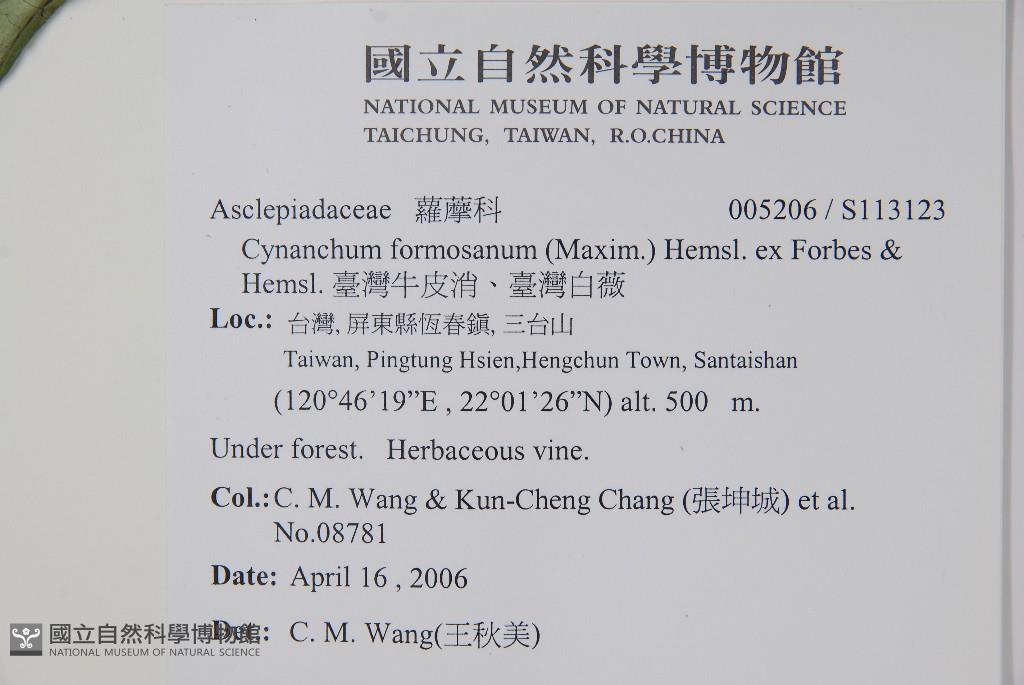 國立自然科學博物館
NATIONAL MUSEUM OF NATURAL SCIENCE
TAICHUNG, TAIWAN, R.O.CHINA
Asclepiadaceae 蘿藦科 005206 / S113123
Cynanchum formosanum (Maxim.) Hemsl. ex Forbes &
Hemsl. 臺灣牛皮消、臺灣白薇
Loc.: 台灣, 屏東縣恆春鎮, 三台山
Taiwan, Pingtung Hsien,Hengchun Town, Santaishan
(120°46’19”E , 22°01’26”N) alt. 500 m.
Under forest. Herbaceous vine.
Col.: C. M. Wang & Kun-Cheng Chang (張坤城) et al.
No.08781
Date: April 16 , 2006
Det: C. M. Wang(王秋美)
國立自然科學博物館
NATIONAL MUSEUM OF NATURAL SCIENCE